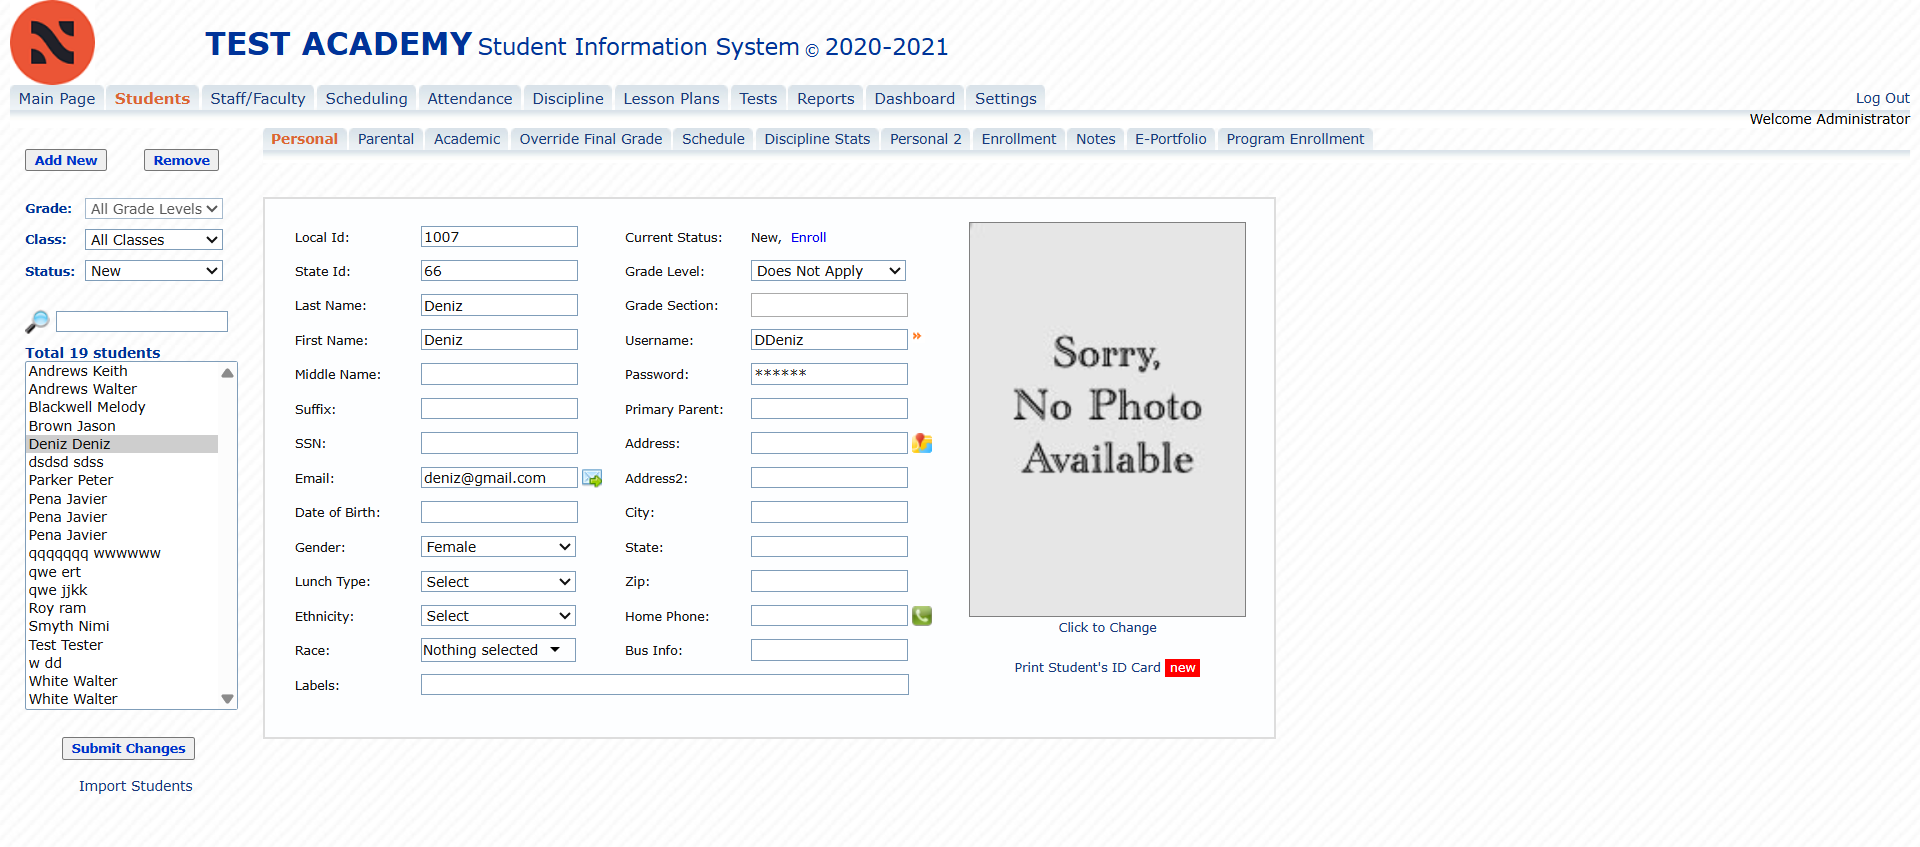 TEST ACADEMY Student Information System © 2020-2021
Main Page Students Staff/Faculty Scheduling Attendance Discipline Lesson Plans Tests Reports Dashboard Settings Log Out
Welcome Administrator
Personal Parental Academic Override Final Grade Schedule Discipline Stats Personal 2 Enrollment Notes E-Portfolio Program Enrollment
Add New Remove
Grade: All Grade Levels
Class: All Classes
Status: New
Total 19 students
Andrews Keith
Andrews Walter
Blackwell Melody
Brown Jason
Deniz Deniz
dsdsd sdss
Parker Peter
Pena Javier
Pena Javier
Pena Javier
qqqqqqq wwwwww
qwe ert
qwe jjkk
Roy ram
Smyth Nimi
Test Tester
w dd
White Walter
White Walter
Submit Changes
Import Students
Local Id: 1007
State Id: 66
Last Name: Deniz
First Name: Deniz
Middle Name:
Suffix:
SSN:
Email: deniz@gmail.com
Date of Birth:
Gender: Female
Lunch Type: Select
Ethnicity: Select
Race: Nothing selected
Labels:
Current Status: New, Enroll
Grade Level: Does Not Apply
Grade Section:
Username: DDeniz »
Password: ******
Primary Parent:
Address:
Address2:
City:
State:
Zip:
Home Phone:
Bus Info:
Sorry,
No Photo
Available
Click to Change
Print Student's ID Card new